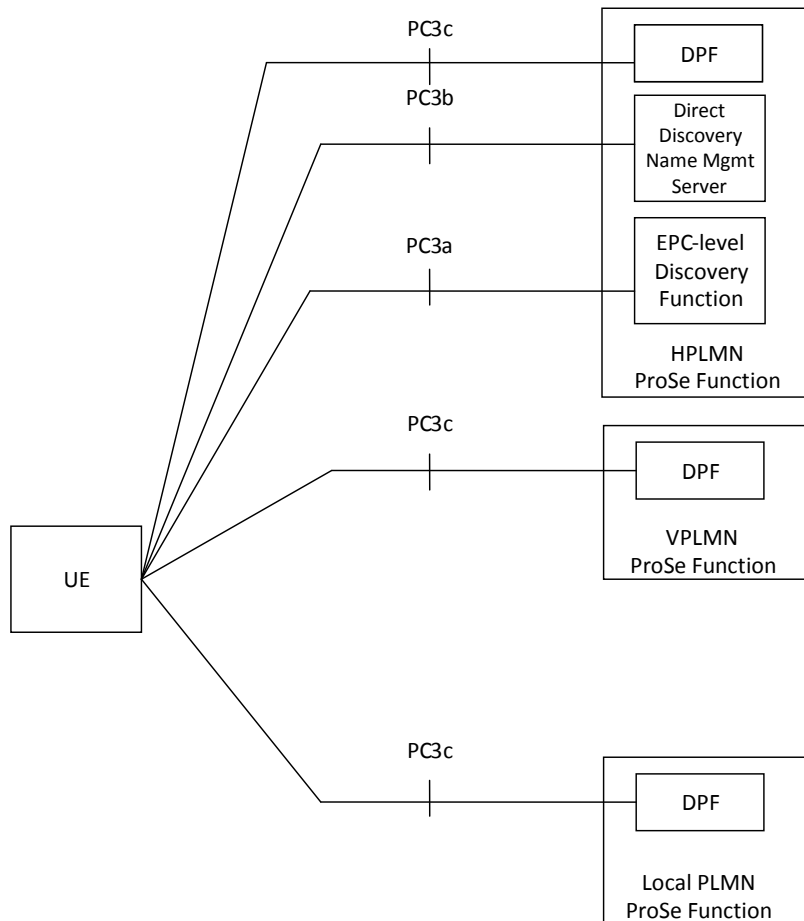 PC3c
DPF
PC3b
Direct
Discovery
Name Mgmt
Server
PC3a
EPC-level
Discovery
Function
HPLMN
ProSe Function
PC3c
DPF
VPLMN
ProSe Function
UE
PC3c
DPF
Local PLMN
ProSe Function